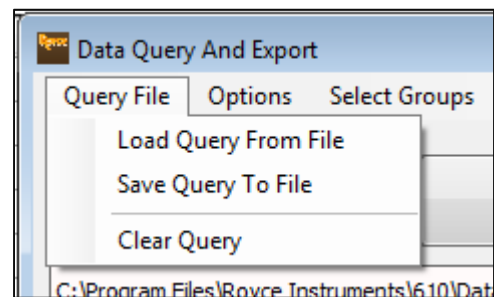 Royce Data Query And Export
Query File Options Select Groups
Load Query From File
Save Query To File
Clear Query
C:\Program Files\Royce Instruments\610\Data